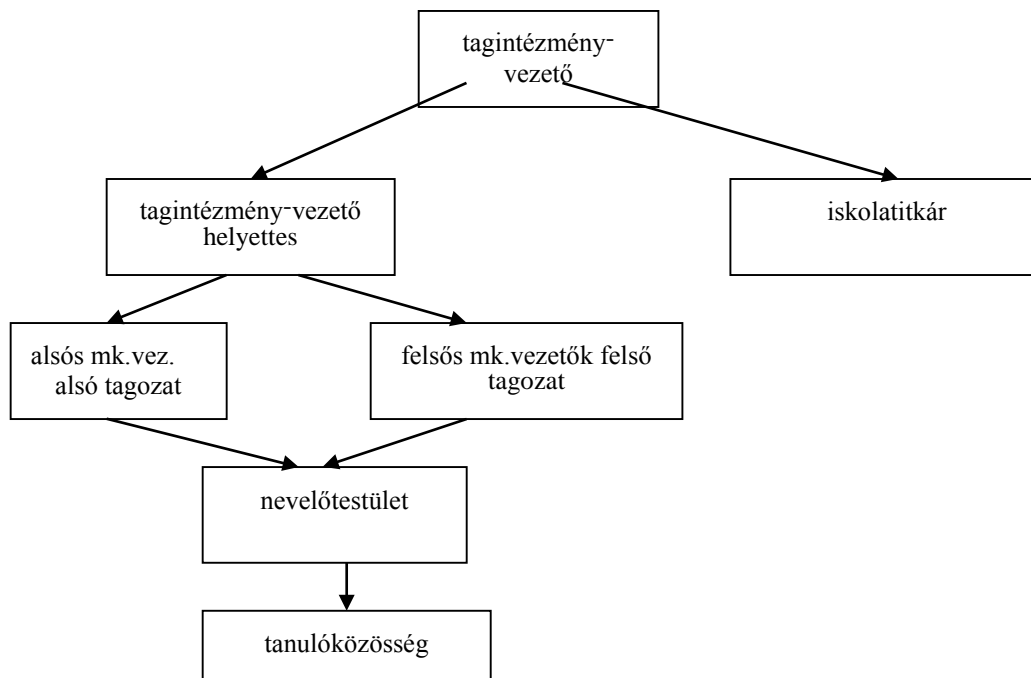 tagintézmény-
vezető
tagintézmény-vezető
helyettes
iskolatitkár
alsós mk.vez.
alsó tagozat
felsős mk.vezetők felső
tagozat
nevelőtestület
tanulóközösség